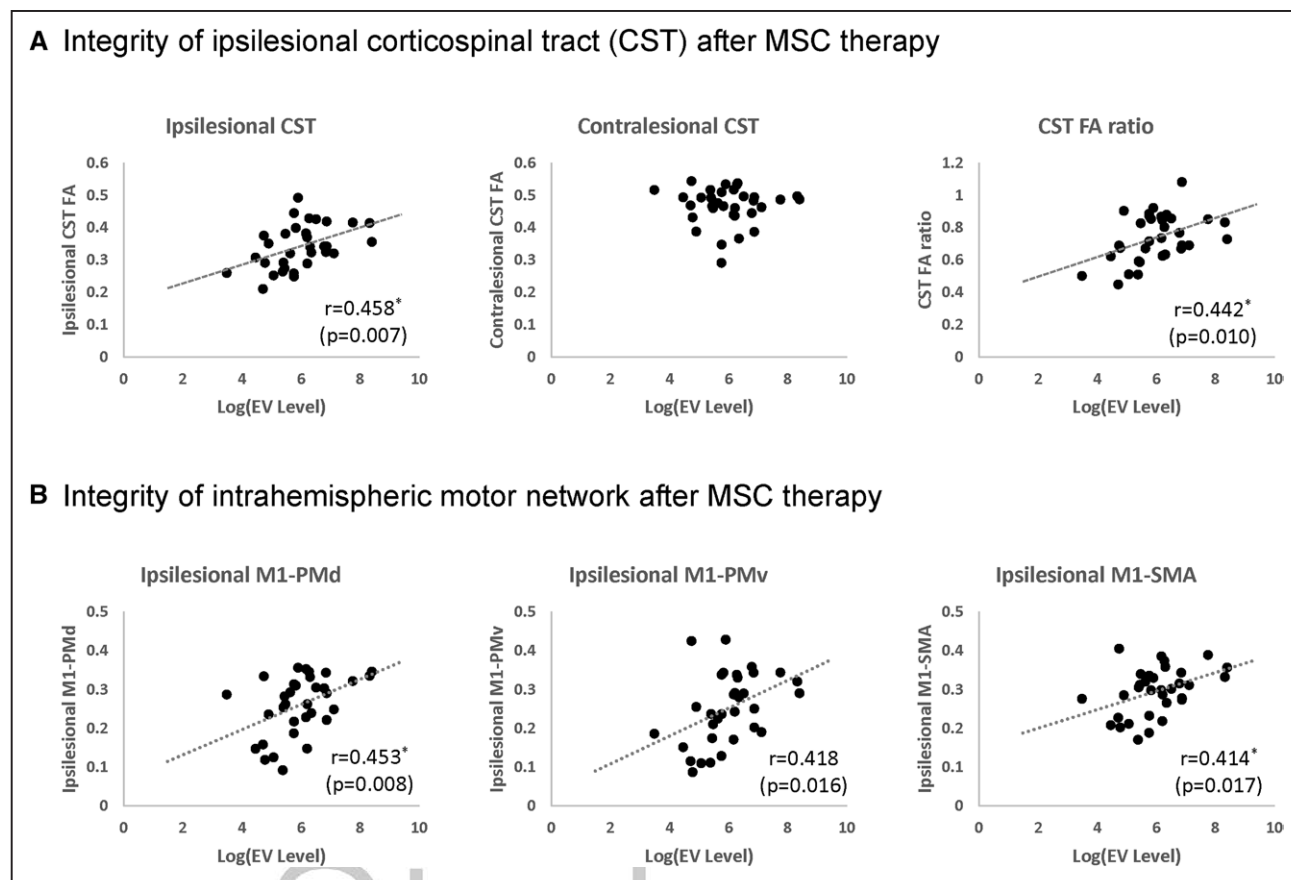 A Integrity of ipsilesional corticospinal tract (CST) after MSC therapy
Ipsilesional CST
Ipsilesional CST FA
0.6
0.5
0.4
0.3
0.2
0.1
0
0 2 4 6 8 10
Log(EV Level)
r=0.458*
(p=0.007)
Contralesional CST
Contralesional CST FA
0.6
0.5
0.4
0.3
0.2
0.1
0
0 2 4 6 8 10
Log(EV Level)
CST FA ratio
CST FA ratio
1.2
1
0.8
0.6
0.4
0.2
0
0 2 4 6 8 10
Log(EV Level)
r=0.442*
(p=0.010)
B Integrity of intrahemispheric motor network after MSC therapy
Ipsilesional M1-PMd
Ipsilesional M1-PMd
0.5
0.4
0.3
0.2
0.1
0
0 2 4 6 8 10
Log(EV Level)
r=0.453*
(p=0.008)
Ipsilesional M1-PMv
Ipsilesional M1-PMv
0.5
0.4
0.3
0.2
0.1
0
0 2 4 6 8 10
Log(EV Level)
r=0.418
(p=0.016)
Ipsilesional M1-SMA
Ipsilesional M1-SMA
0.5
0.4
0.3
0.2
0.1
0
0 2 4 6 8 10
Log(EV Level)
r=0.414*
(p=0.017)